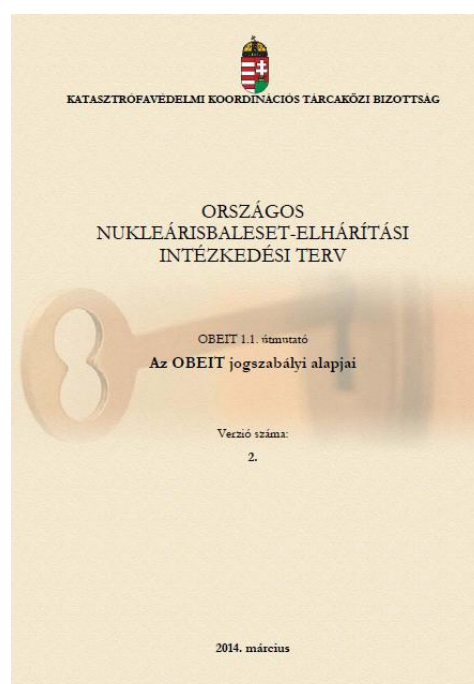 KATASZTRÓFAVÉDELMI KOORDINÁCIÓS TÁRCAKÖZI BIZOTTSÁG
ORSZÁGOS
NUKLEÁRISBALESET-ELHÁRÍTÁSI
INTÉZKEDÉSI TERV
OBEIT 1.1. útmutató
Az OBEIT jogszabályi alapjai
Verzió száma:
2.
2014. március